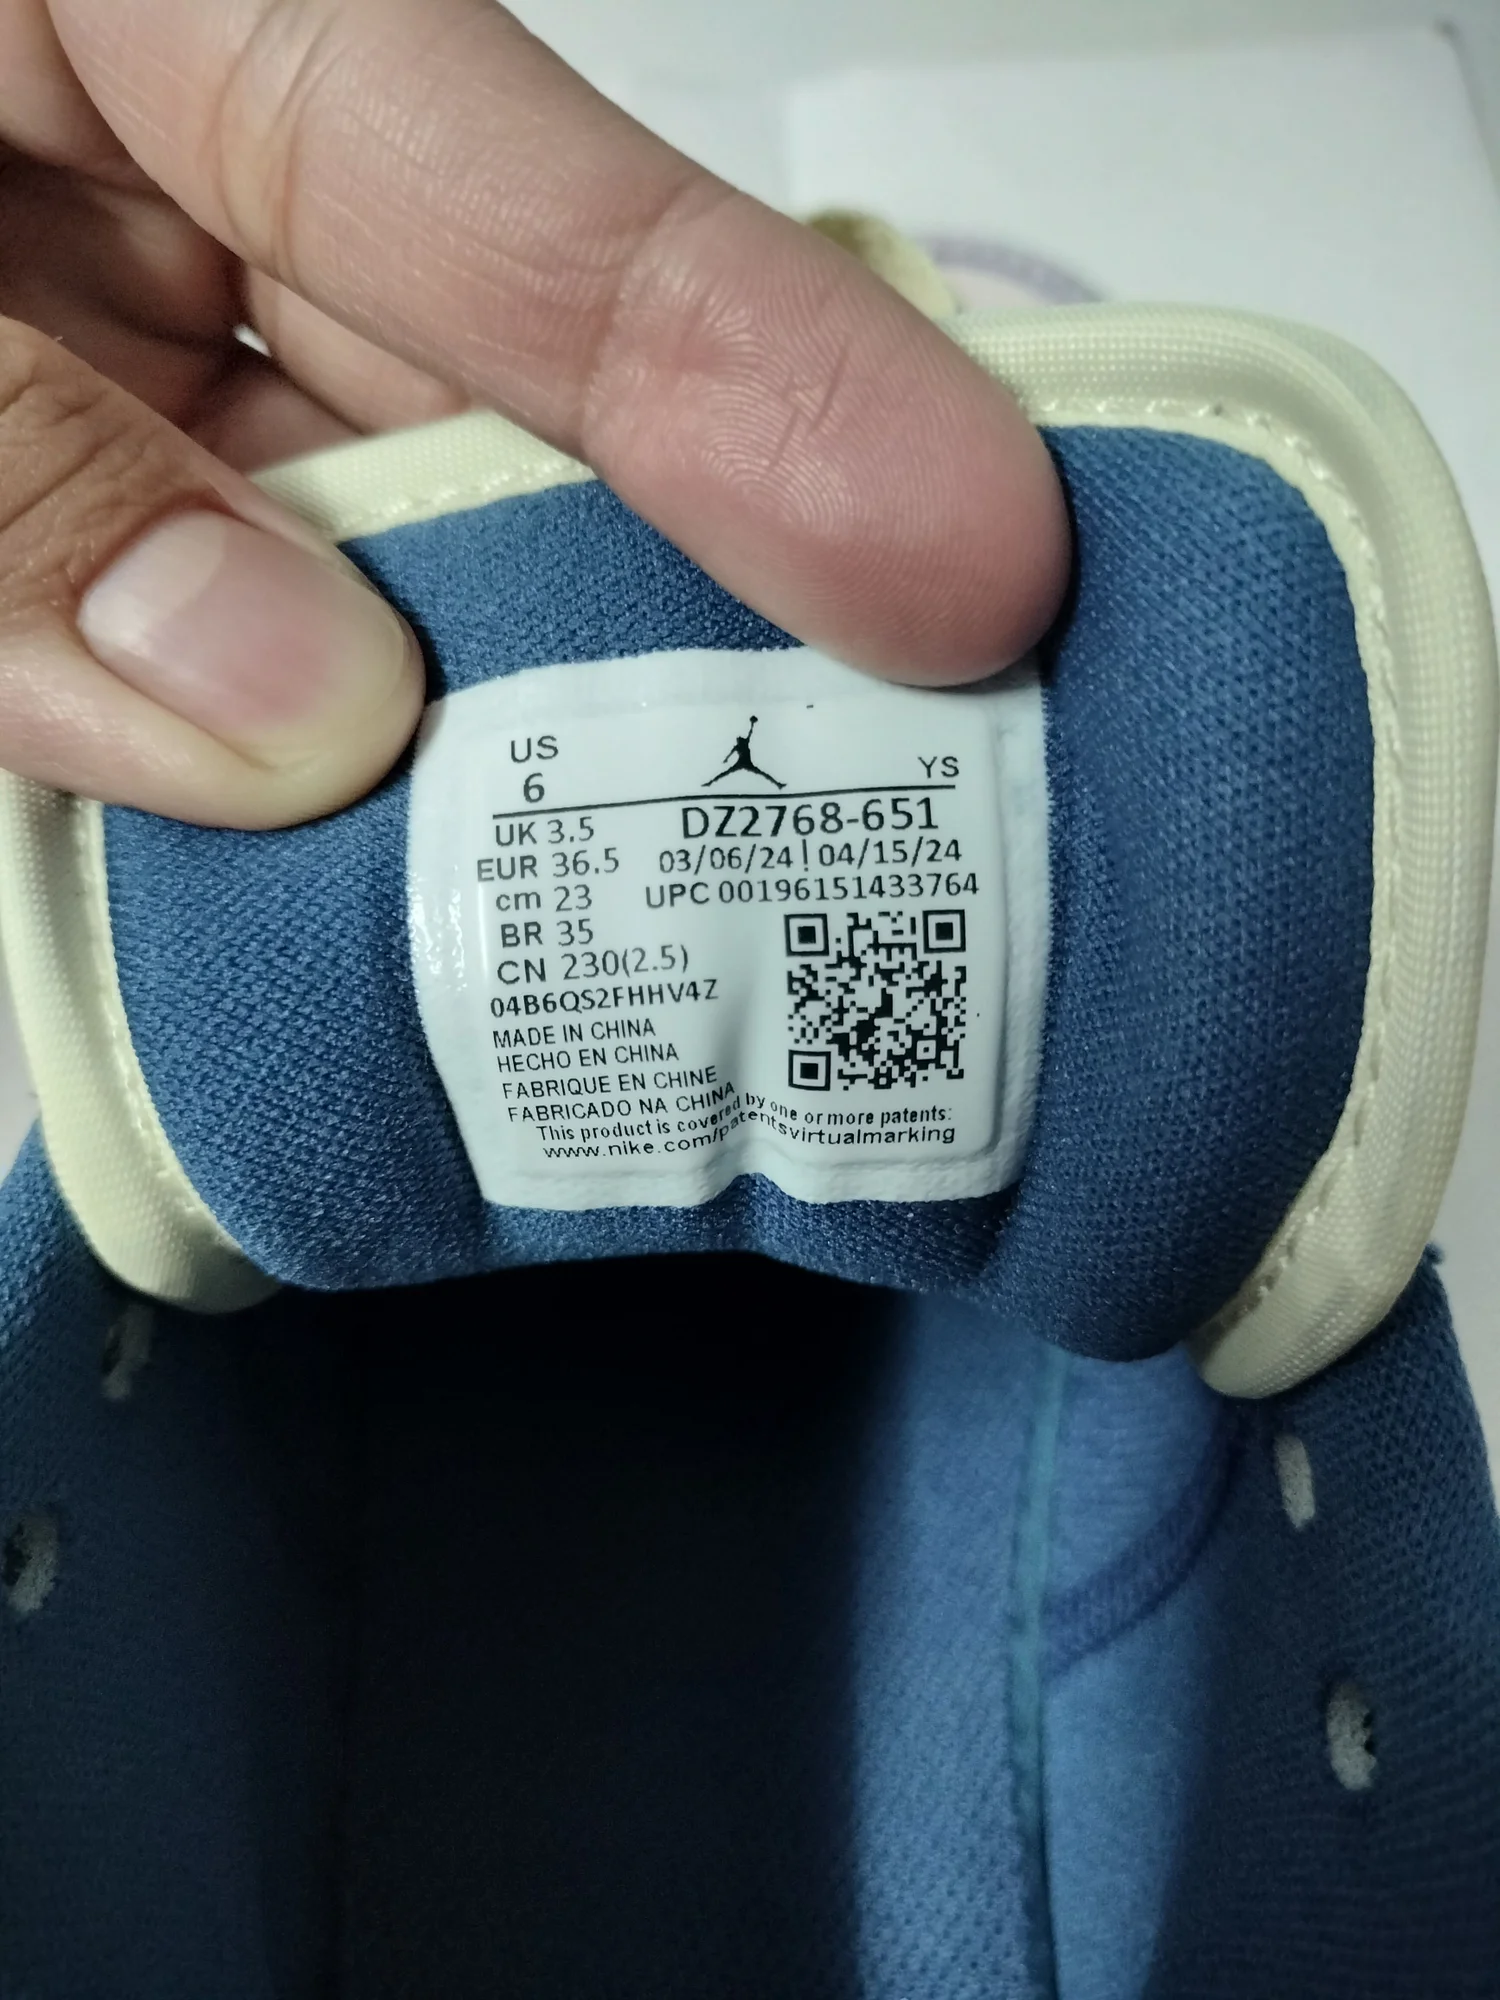 US
6
YS
UK 3.5
DZ2768-651
EUR 36.5
03/06/24 | 04/15/24
cm 23
UPC 00196151433764
BR 35
CN 230(2.5)
04B6QS2FHHV4Z
MADE IN CHINA
HECHO EN CHINA
FABRIQUE EN CHINE
FABRICADO NA CHINA
This product is covered by one or more patents:
www.nike.com/patentsvirtualmarking